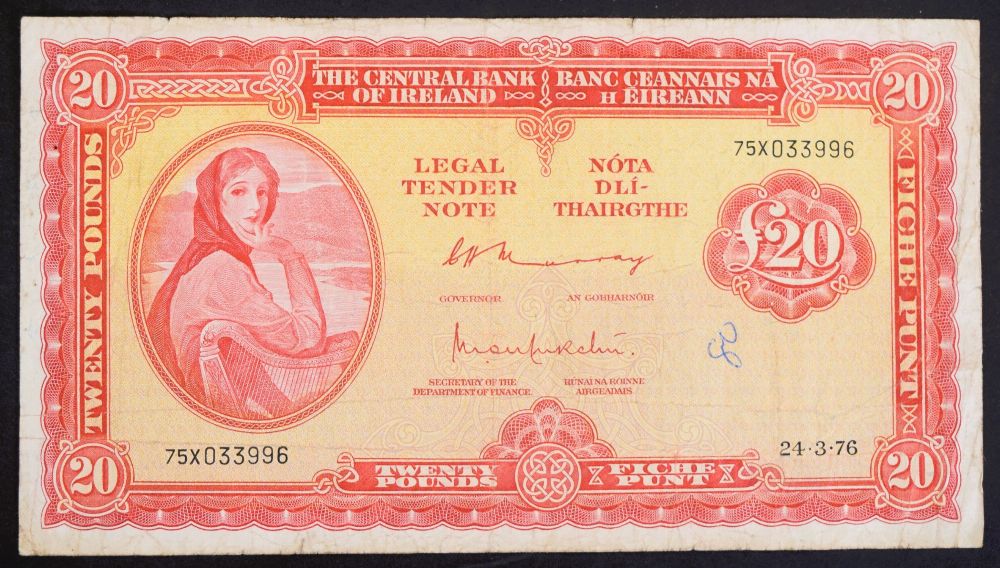 20
THE CENTRAL BANK
OF IRELAND
BANC CEANNAIS NA
H ÉIREANN
20
TWENTY POUNDS
FICHE PUNT
75X033996
LEGAL
TENDER
NOTE
NÓTA
DLÍ-
THAIRGTHE
£20
GOVERNOR
AN GOBHARNÓIR
SECRETARY OF THE
DEPARTMENT OF FINANCE.
RÚNAI NA ROINNE
AIRGEADAIS
75X033996
24·3·76
20
TWENTY
POUNDS
FICHE
PUNT
20